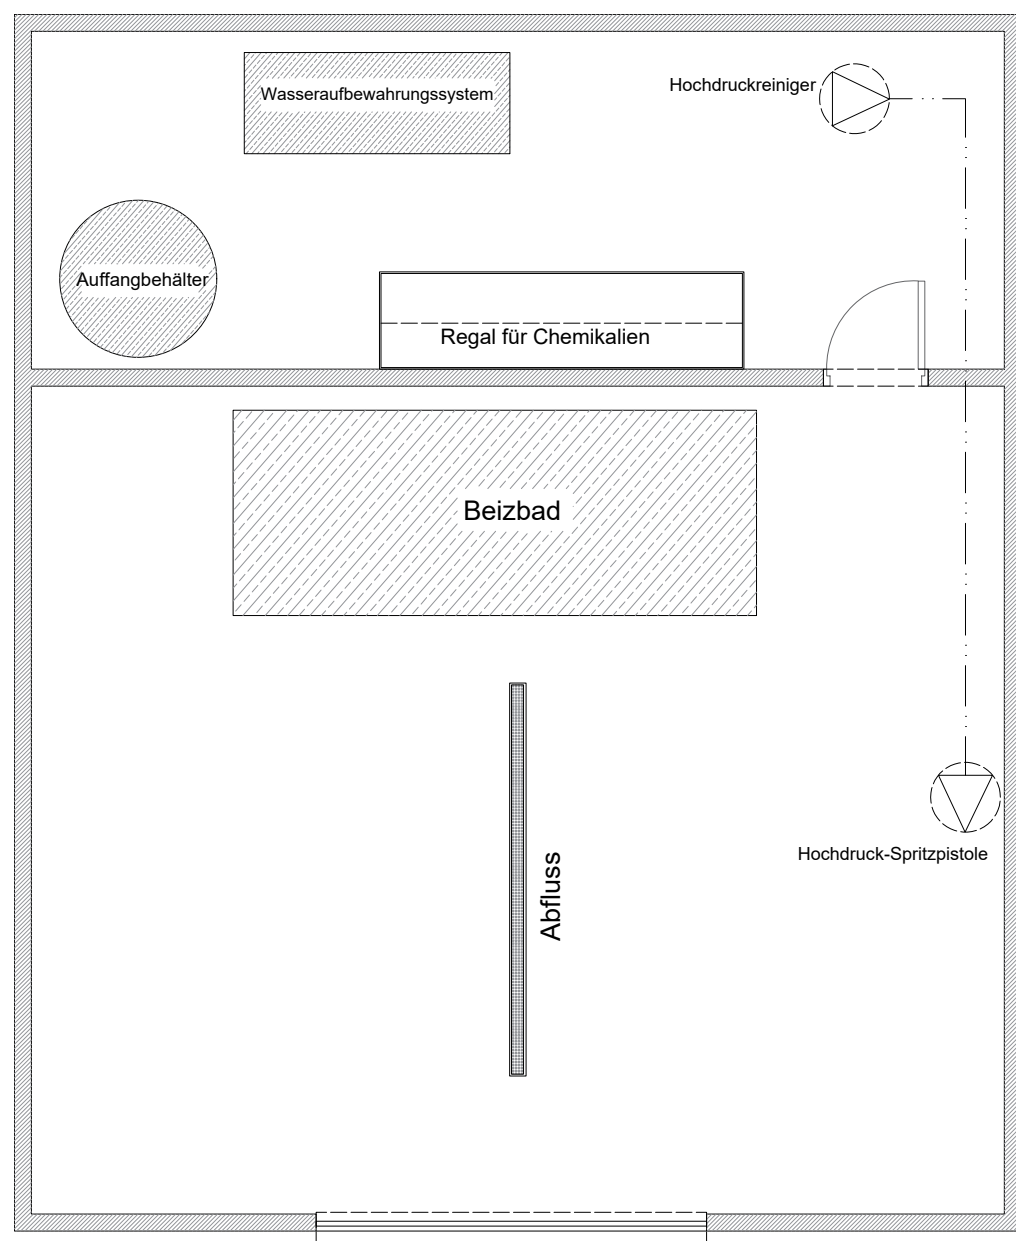 Wasseraufbewahrungssystem
Hochdruckreiniger
Auffangbehälter
Regal für Chemikalien
Beizbad
Abfluss
Hochdruck-Spritzpistole